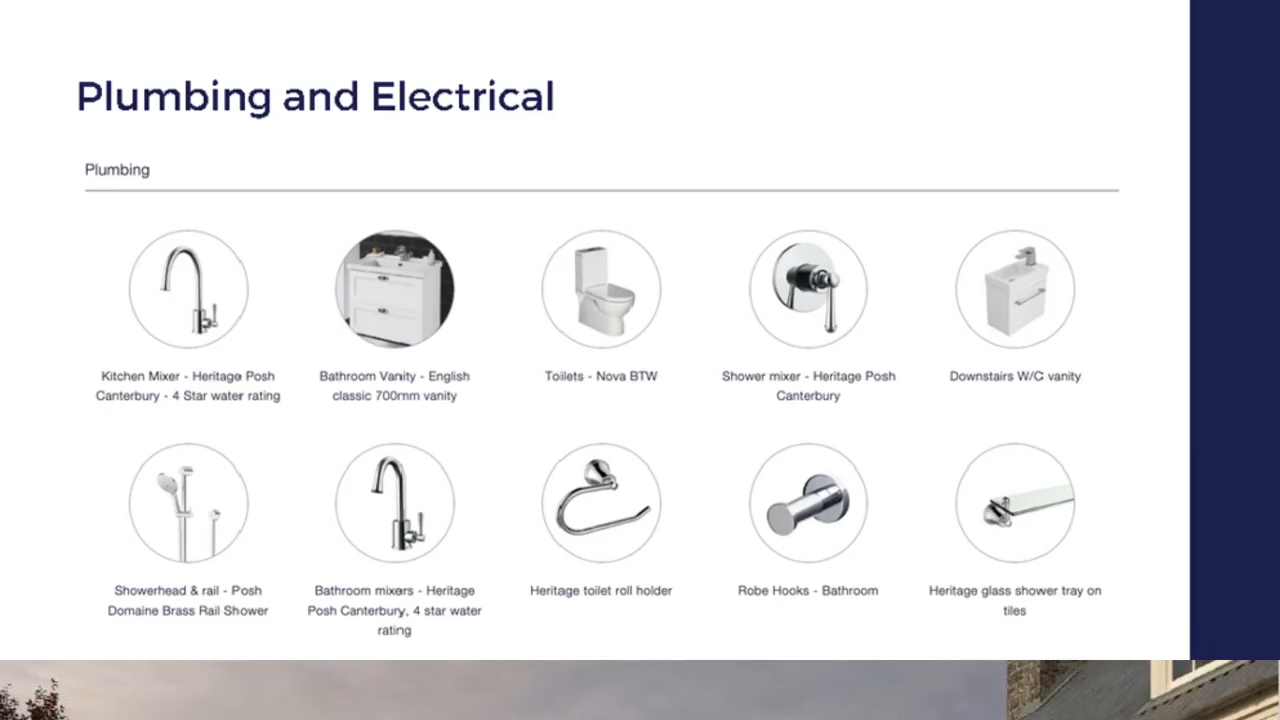 Plumbing and Electrical
Plumbing
Kitchen Mixer - Heritage Posh
Canterbury - 4 Star water rating
Bathroom Vanity - English
classic 700mm vanity
Toilets - Nova BTW
Shower mixer - Heritage Posh
Canterbury
Downstairs W/C vanity
Showerhead & rail - Posh
Domaine Brass Rail Shower
Bathroom mixers - Heritage
Posh Canterbury, 4 star water
rating
Heritage toilet roll holder
Robe Hooks - Bathroom
Heritage glass shower tray on
tiles